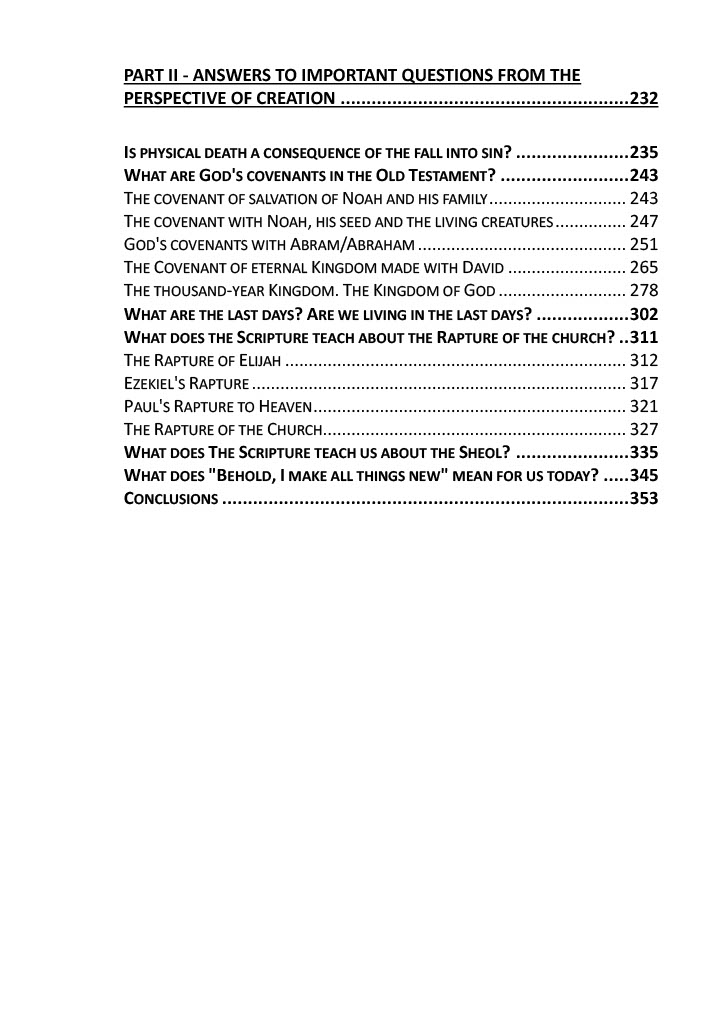 PART II - ANSWERS TO IMPORTANT QUESTIONS FROM THE
PERSPECTIVE OF CREATION ........................................................232
IS PHYSICAL DEATH A CONSEQUENCE OF THE FALL INTO SIN? ......................235
WHAT ARE GOD'S COVENANTS IN THE OLD TESTAMENT? .........................243
THE COVENANT OF SALVATION OF NOAH AND HIS FAMILY........................... 243
THE COVENANT WITH NOAH, HIS SEED AND THE LIVING CREATURES.............. 247
GOD'S COVENANTS WITH ABRAM/ABRAHAM .......................................... 251
THE COVENANT OF ETERNAL KINGDOM MADE WITH DAVID ........................ 265
THE THOUSAND-YEAR KINGDOM. THE KINGDOM OF GOD .......................... 278
WHAT ARE THE LAST DAYS? ARE WE LIVING IN THE LAST DAYS? ..................302
WHAT DOES THE SCRIPTURE TEACH ABOUT THE RAPTURE OF THE CHURCH? ..311
THE RAPTURE OF ELIJAH .................................................................... 312
EZEKIEL'S RAPTURE ........................................................................... 317
PAUL'S RAPTURE TO HEAVEN............................................................... 321
THE RAPTURE OF THE CHURCH............................................................. 327
WHAT DOES THE SCRIPTURE TEACH US ABOUT THE SHEOL? ......................335
WHAT DOES "BEHOLD, I MAKE ALL THINGS NEW" MEAN FOR US TODAY? .....345
CONCLUSIONS ................................................................................353